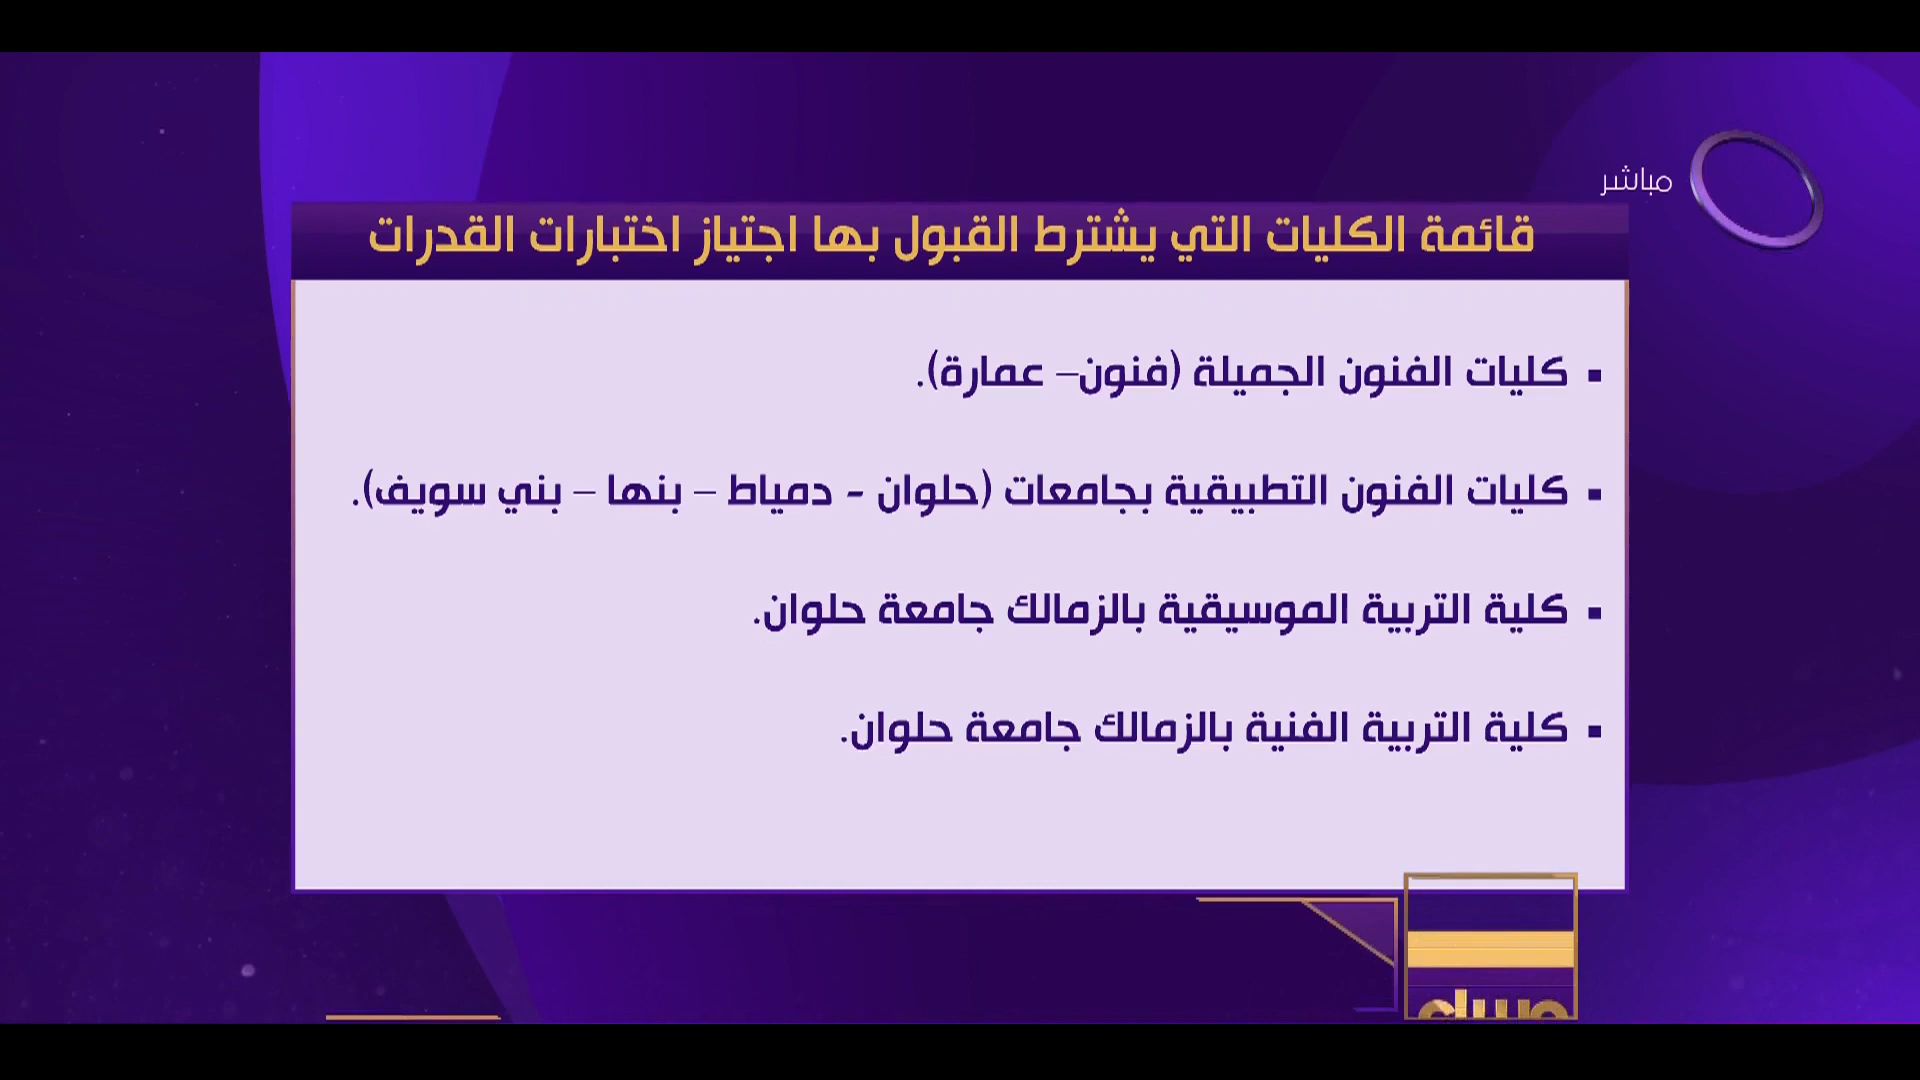 مباشر
قائمة الكليات التي يشترط القبول بها اجتياز اختبارات القدرات
▪ كليات الفنون الجميلة (فنون– عمارة).
▪ كليات الفنون التطبيقية بجامعات (حلوان - دمياط – بنها – بني سويف).
▪ كلية التربية الموسيقية بالزمالك جامعة حلوان.
▪ كلية التربية الفنية بالزمالك جامعة حلوان.